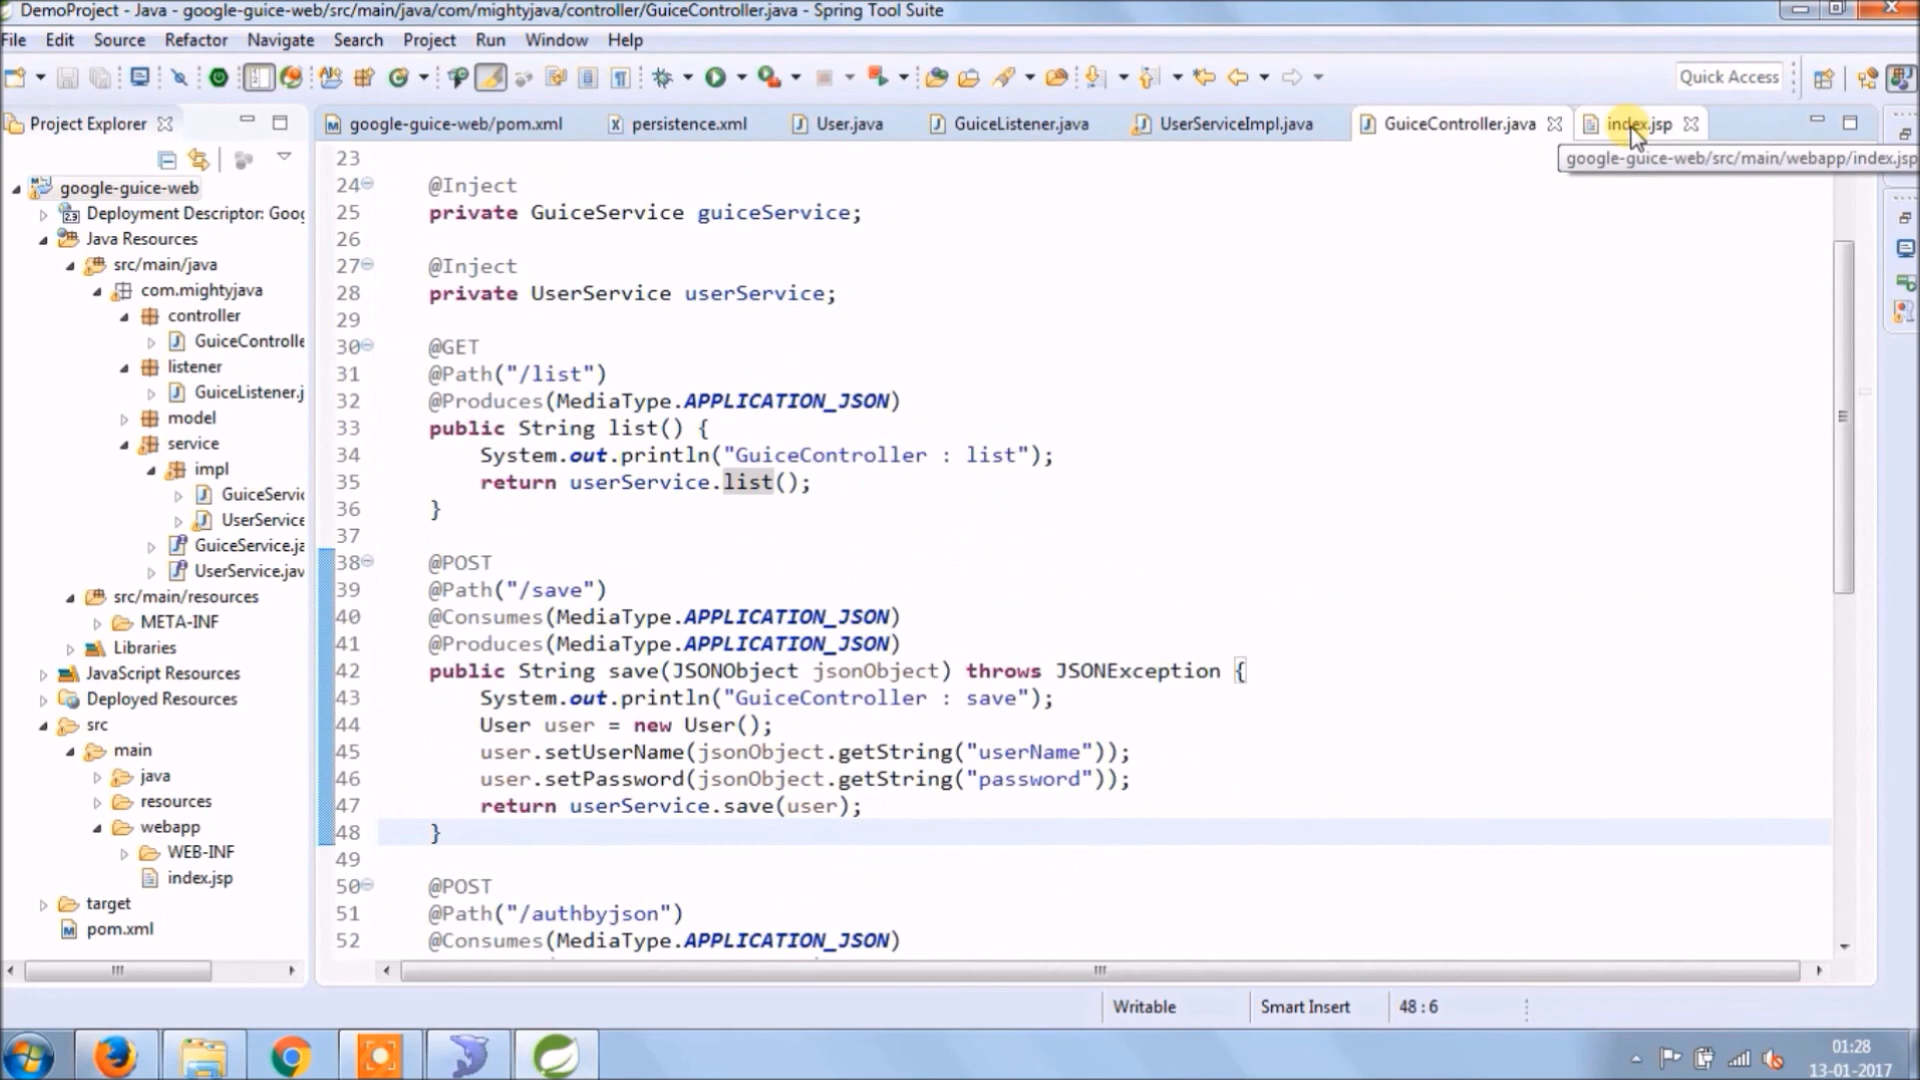 DemoProject - Java - google-guice-web/src/main/java/com/mightyjava/controller/GuiceController.java - Spring Tool Suite
File Edit Source Refactor Navigate Search Project Run Window Help
Quick Access
Project Explorer
google-guice-web/pom.xml persistence.xml User.java GuiceListener.java UserServiceImpl.java GuiceController.java index.jsp
google-guice-web/src/main/webapp/index.jsp
google-guice-web
Deployment Descriptor: Goog
Java Resources
src/main/java
com.mightyjava
controller
GuiceControlle
listener
GuiceListener.j
model
service
impl
GuiceServic
UserService
GuiceService.ja
UserService.jav
src/main/resources
META-INF
Libraries
JavaScript Resources
Deployed Resources
src
main
java
resources
webapp
WEB-INF
index.jsp
target
pom.xml
23
24 @Inject
25 private GuiceService guiceService;
26
27 @Inject
28 private UserService userService;
29
30 @GET
31 @Path("/list")
32 @Produces(MediaType.APPLICATION_JSON)
33 public String list() {
34 System.out.println("GuiceController : list");
35 return userService.list();
36 }
37
38 @POST
39 @Path("/save")
40 @Consumes(MediaType.APPLICATION_JSON)
41 @Produces(MediaType.APPLICATION_JSON)
42 public String save(JSONObject jsonObject) throws JSONException {
43 System.out.println("GuiceController : save");
44 User user = new User();
45 user.setUserName(jsonObject.getString("userName"));
46 user.setPassword(jsonObject.getString("password"));
47 return userService.save(user);
48 }
49
50 @POST
51 @Path("/authbyjson")
52 @Consumes(MediaType.APPLICATION_JSON)
Writable Smart Insert 48 : 6
01:28
13-01-2017